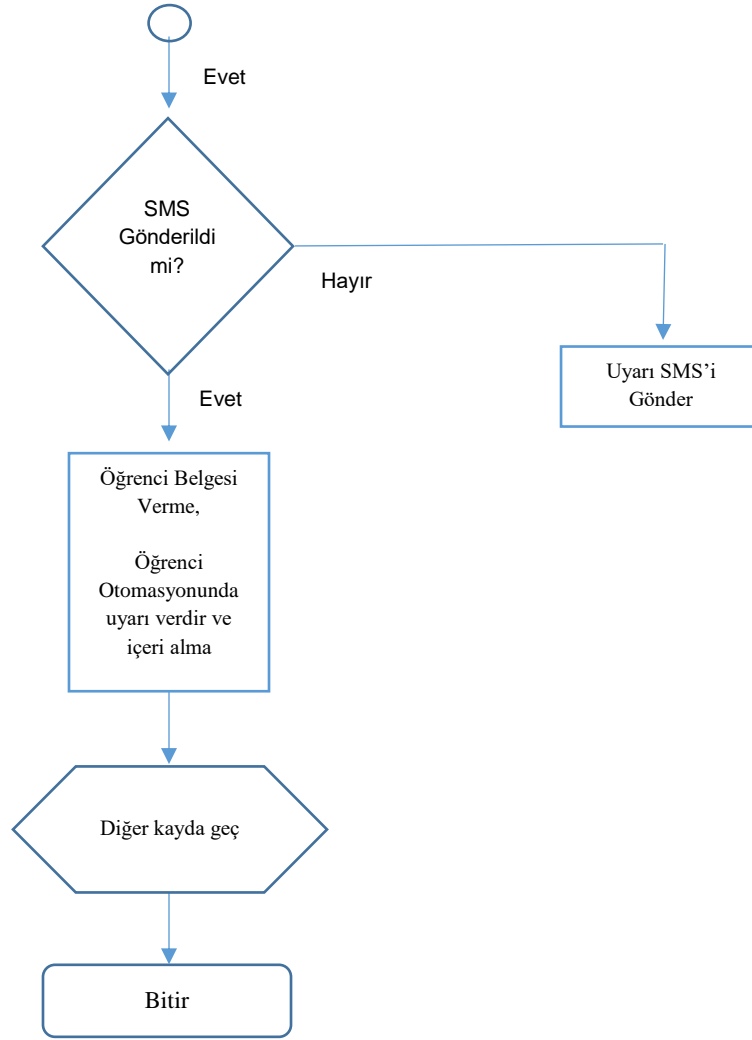 Evet
SMS
Gönderildi
mi?
Hayır
Uyarı SMS’i
Gönder
Evet
Öğrenci Belgesi
Verme,
Öğrenci
Otomasyonunda
uyarı verdir ve
içeri alma
Diğer kayda geç
Bitir